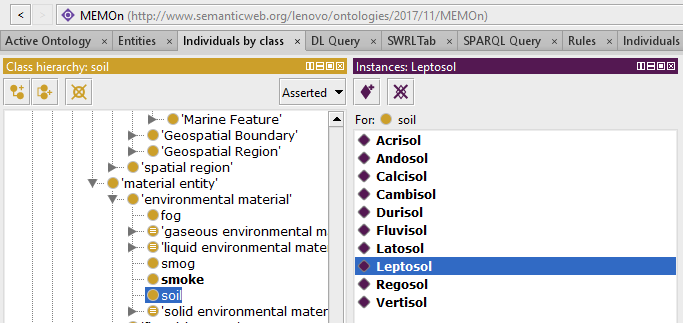 < > MEMOn (http://www.semanticweb.org/lenovo/ontologies/2017/11/MEMOn)
Active Ontology × Entities × Individuals by class × DL Query × SWRLTab × SPARQL Query × Rules × Individuals
Class hierarchy: soil
Asserted
'Marine Feature'
'Geospatial Boundary'
'Geospatial Region'
'spatial region'
'material entity'
'environmental material'
fog
'gaseous environmental m
'liquid environmental mate
smog
smoke
soil
'solid environmental mater
Instances: Leptosol
For: soil
Acrisol
Andosol
Calcisol
Cambisol
Durisol
Fluvisol
Latosol
Leptosol
Regosol
Vertisol